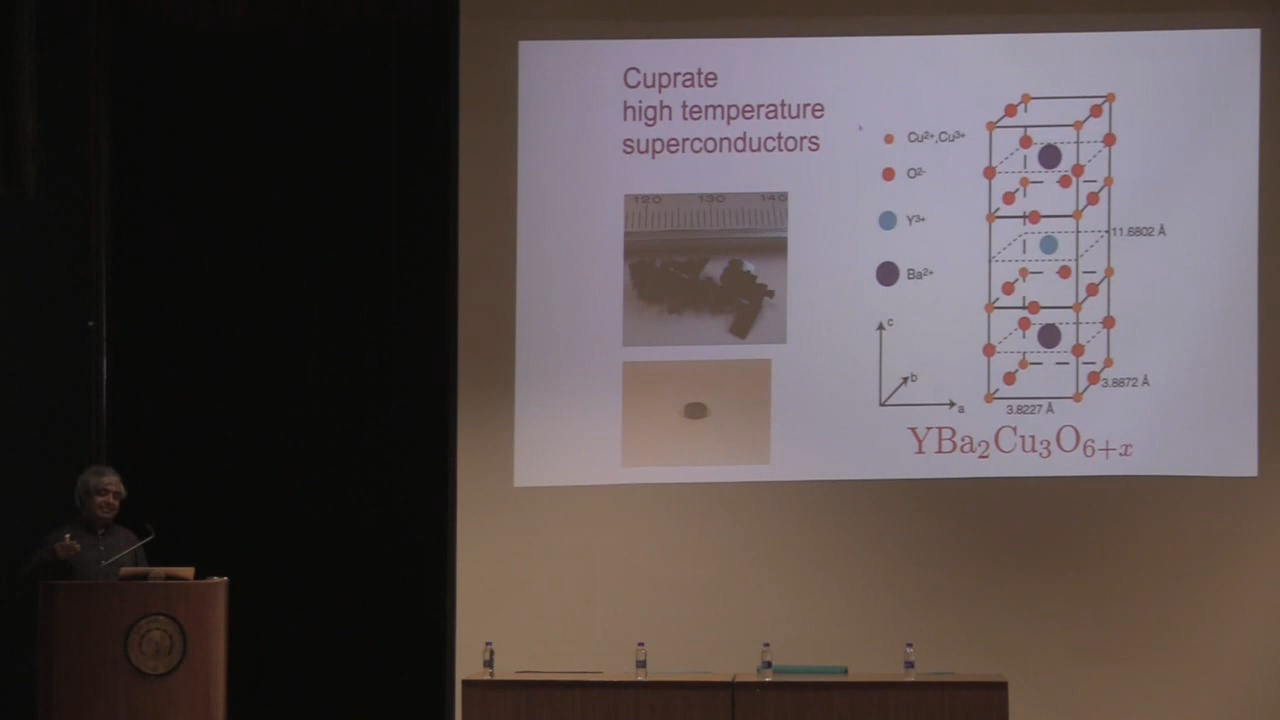 Cuprate
high temperature
superconductors
120 130 140
Cu²⁺,Cu³⁺
O²⁻
Y³⁺
Ba²⁺
11.6802 Å
c
b
a
3.8872 Å
3.8227 Å
YBa₂Cu₃O₆₊ₓ